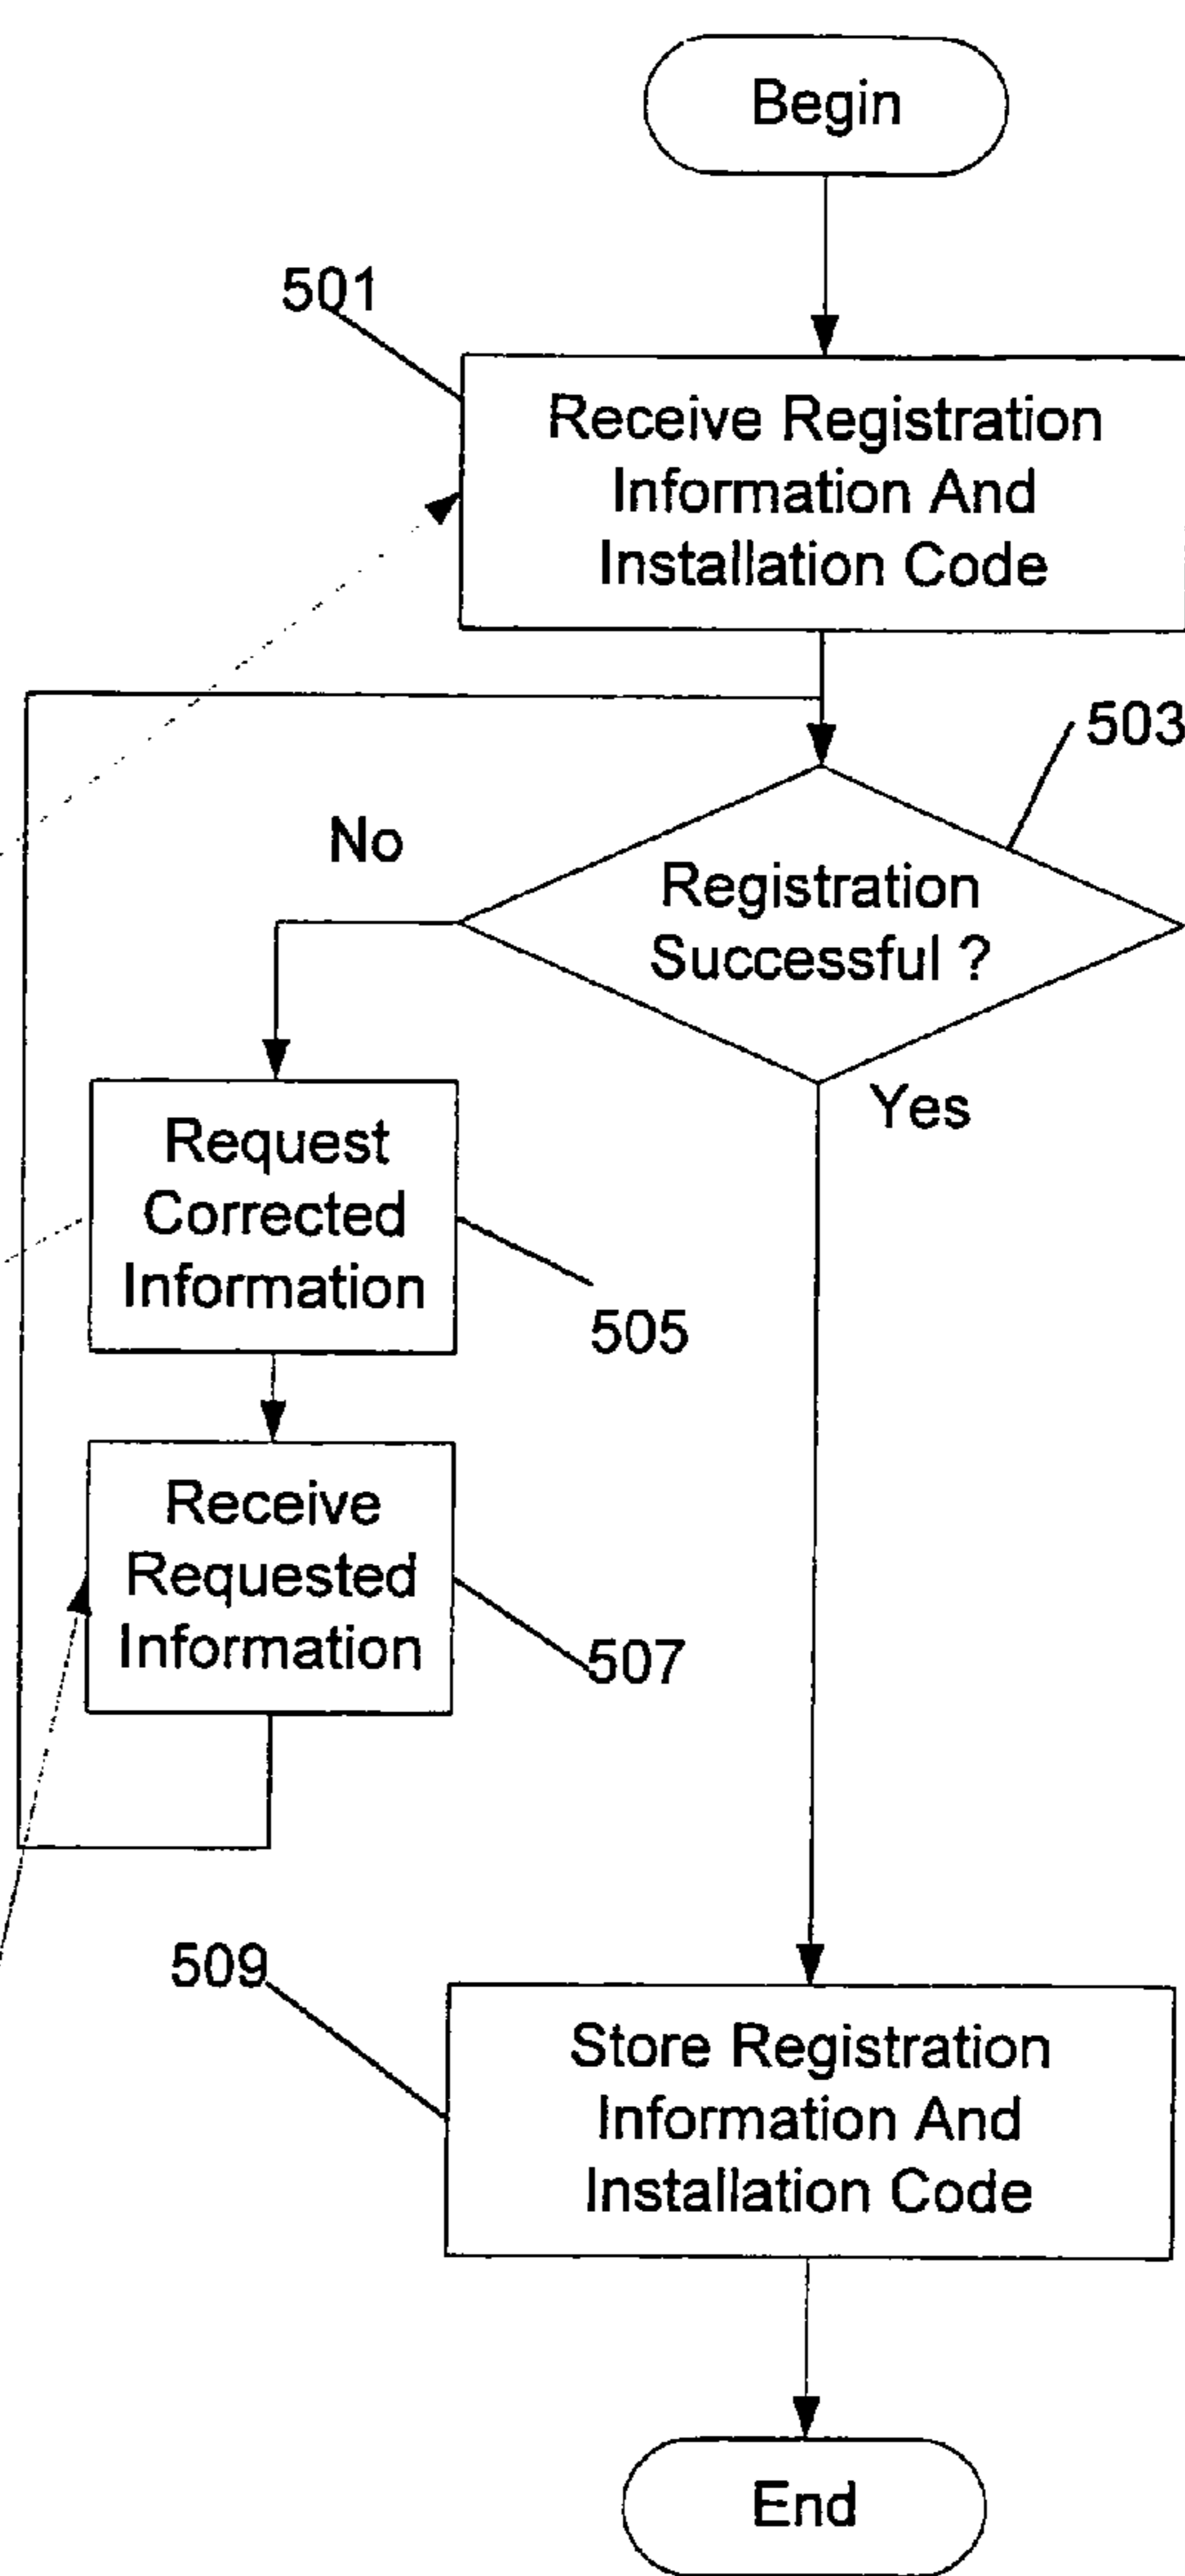 Begin
501
Receive Registration
Information And
Installation Code
503
No
Registration
Successful ?
Yes
Request
Corrected
Information
505
Receive
Requested
Information
507
509
Store Registration
Information And
Installation Code
End